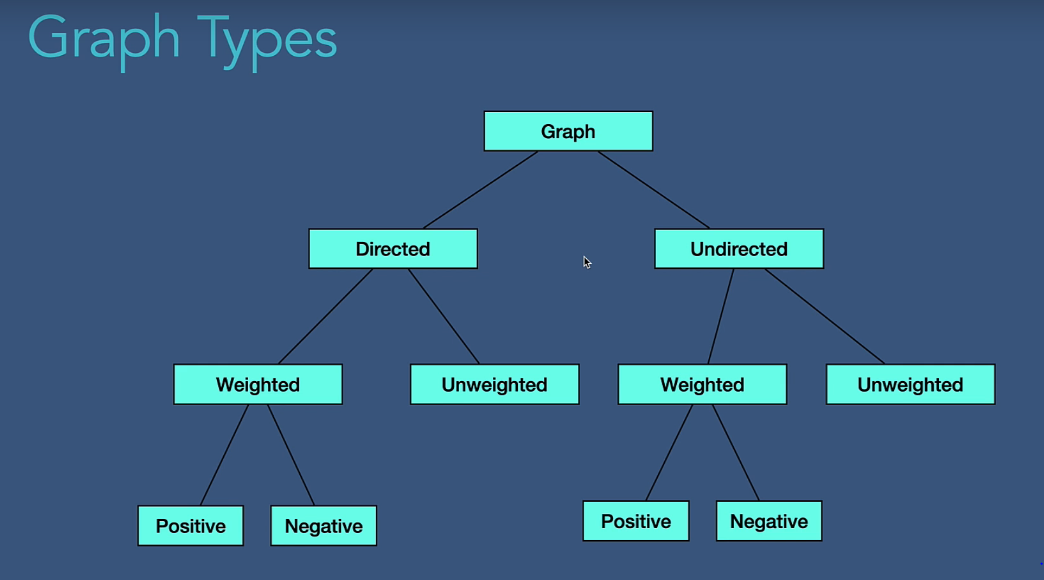 Graph Types
Graph
Directed
Undirected
Weighted
Unweighted
Weighted
Unweighted
Positive
Negative
Positive
Negative